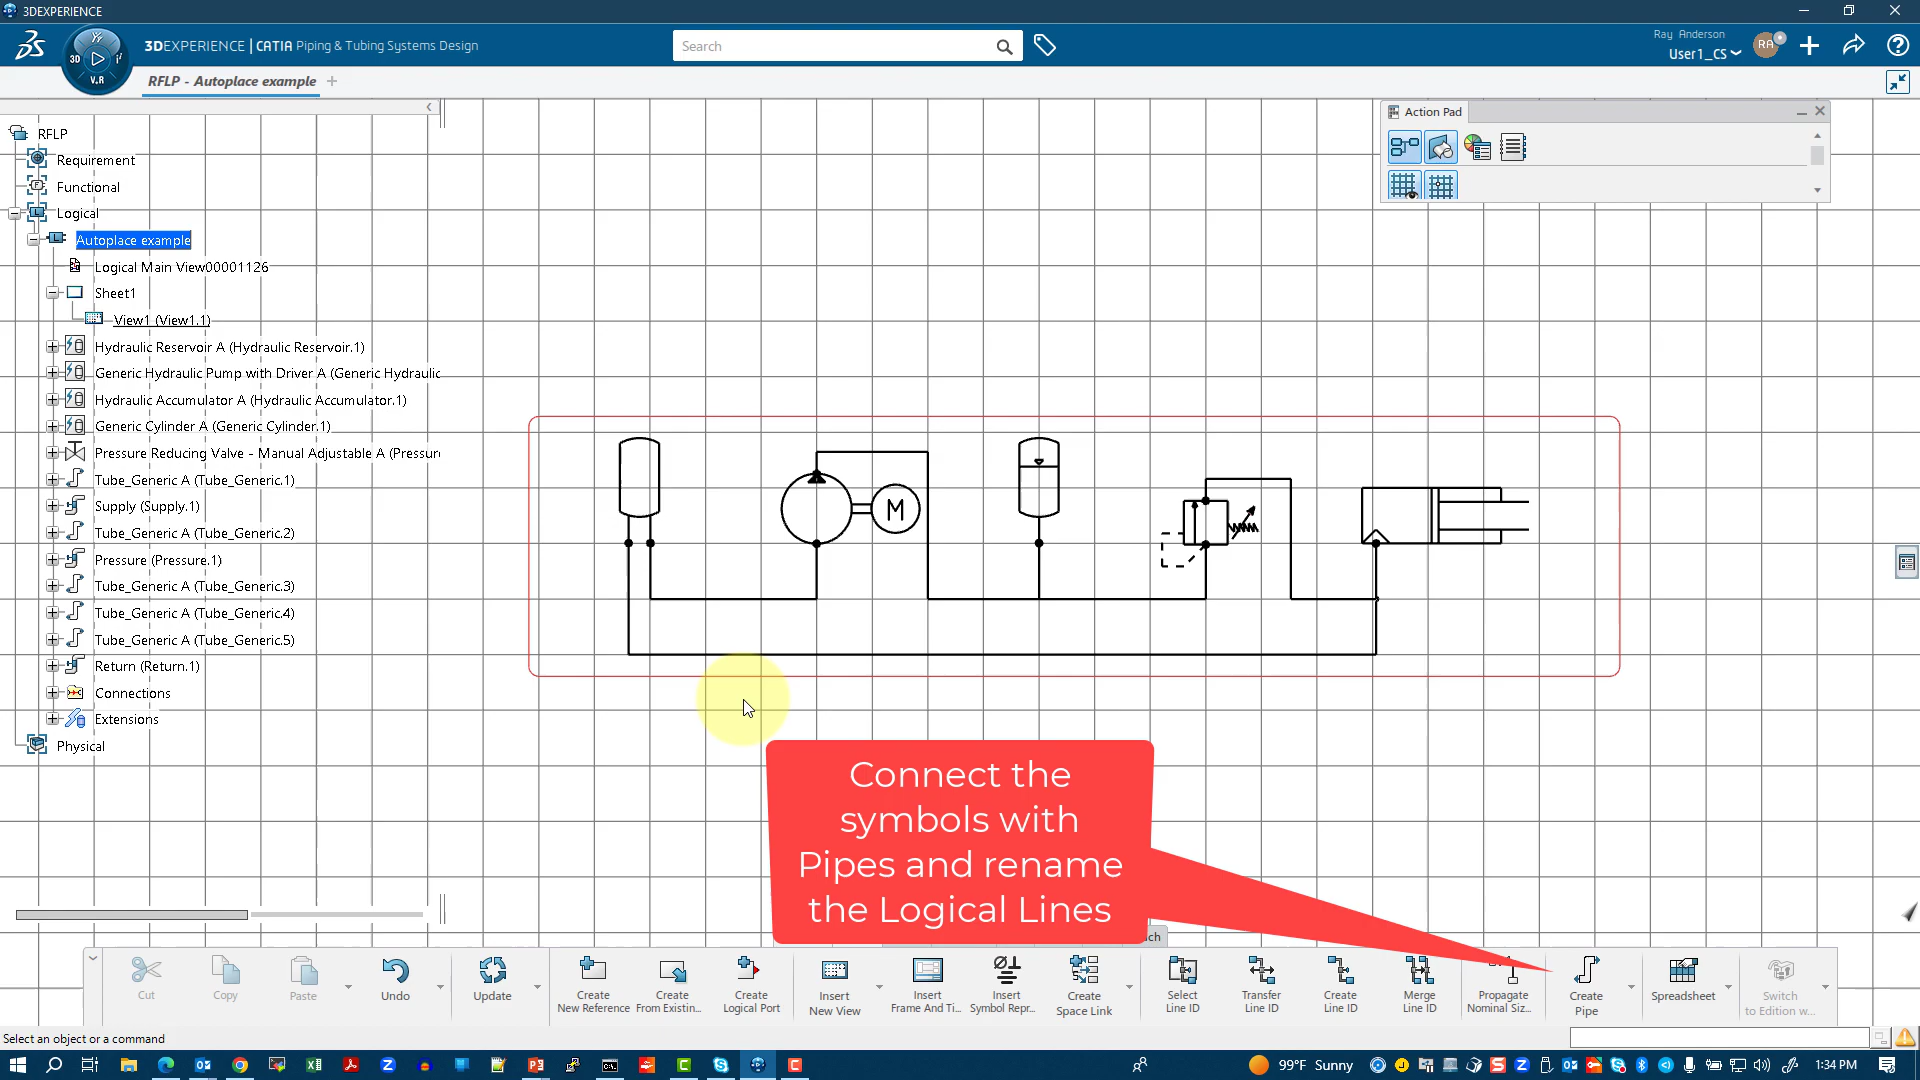 3DEXPERIENCE
3DEXPERIENCE | CATIA Piping & Tubing Systems Design
3D
V.R
Search
Ray Anderson
User1_CS
RA
RFLP - Autoplace example
Action Pad
RFLP
Requirement
Functional
Logical
Autoplace example
Logical Main View00001126
Sheet1
View1 (View1.1)
Hydraulic Reservoir A (Hydraulic Reservoir.1)
Generic Hydraulic Pump with Driver A (Generic Hydraulic
Hydraulic Accumulator A (Hydraulic Accumulator.1)
Generic Cylinder A (Generic Cylinder.1)
Pressure Reducing Valve - Manual Adjustable A (Pressur
Tube_Generic A (Tube_Generic.1)
Supply (Supply.1)
Tube_Generic A (Tube_Generic.2)
Pressure (Pressure.1)
Tube_Generic A (Tube_Generic.3)
Tube_Generic A (Tube_Generic.4)
Tube_Generic A (Tube_Generic.5)
Return (Return.1)
Connections
Extensions
Physical
M
Connect the
symbols with
Pipes and rename
the Logical Lines
ch
Cut
Copy
Paste
Undo
Update
Create
New Reference
Create
From Existin...
Create
Logical Port
Insert
New View
Insert
Frame And Ti...
Insert
Symbol Repr...
Create
Space Link
Select
Line ID
Transfer
Line ID
Create
Line ID
Merge
Line ID
Propagate
Nominal Siz...
Create
Pipe
Spreadsheet
Switch
to Edition w...
Select an object or a command
99°F Sunny
1:34 PM